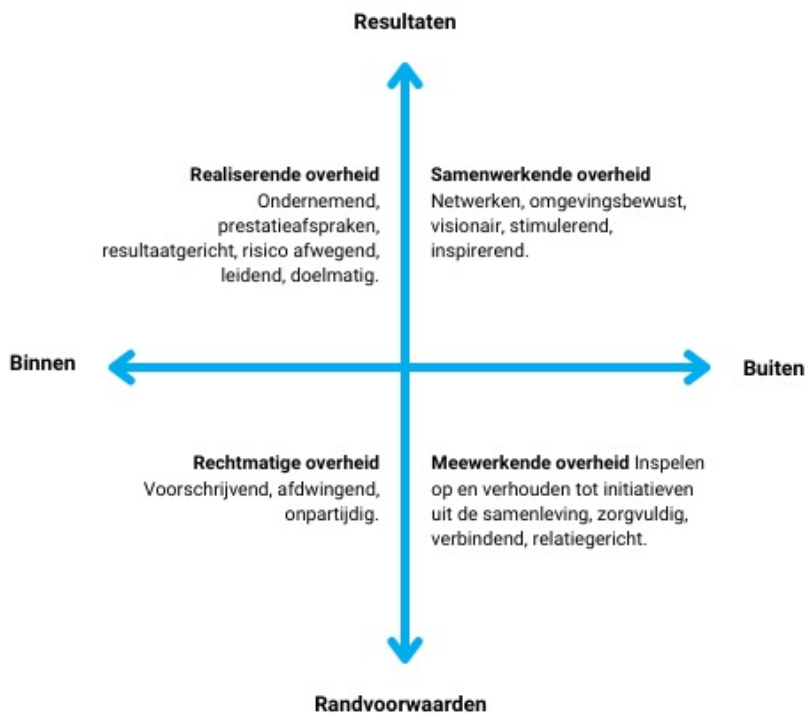 Resultaten
Realiserende overheid
Ondernemend,
prestatieafspraken,
resultaatgericht, risico afwegend,
leidend, doelmatig.
Samenwerkende overheid
Netwerken, omgevingsbewust,
visionair, stimulerend,
inspirerend.
Binnen
Buiten
Rechtmatige overheid
Voorschrijvend, afdwingend,
onpartijdig.
Meewerkende overheid Inspelen
op en verhouden tot initiatieven
uit de samenleving, zorgvuldig,
verbindend, relatiegericht.
Randvoorwaarden